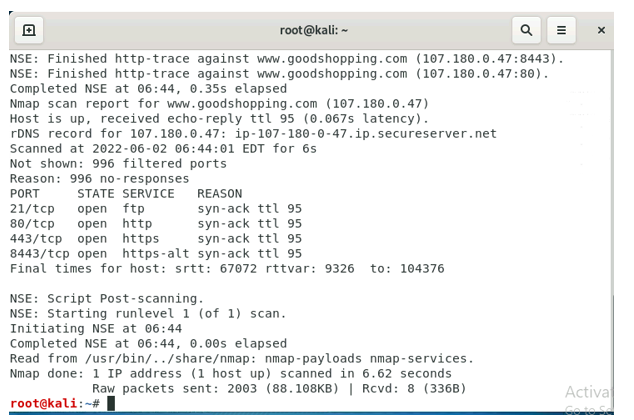 root@kali: ~
NSE: Finished http-trace against www.goodshopping.com (107.180.0.47:8443).
NSE: Finished http-trace against www.goodshopping.com (107.180.0.47:80).
Completed NSE at 06:44, 0.35s elapsed
Nmap scan report for www.goodshopping.com (107.180.0.47)
Host is up, received echo-reply ttl 95 (0.067s latency).
rDNS record for 107.180.0.47: ip-107-180-0-47.ip.secureserver.net
Scanned at 2022-06-02 06:44:01 EDT for 6s
Not shown: 996 filtered ports
Reason: 996 no-responses
PORT     STATE SERVICE   REASON
21/tcp   open  ftp       syn-ack ttl 95
80/tcp   open  http      syn-ack ttl 95
443/tcp  open  https     syn-ack ttl 95
8443/tcp open  https-alt syn-ack ttl 95
Final times for host: srtt: 67072 rttvar: 9326  to: 104376

NSE: Script Post-scanning.
NSE: Starting runlevel 1 (of 1) scan.
Initiating NSE at 06:44
Completed NSE at 06:44, 0.00s elapsed
Read from /usr/bin/../share/nmap: nmap-payloads nmap-services.
Nmap done: 1 IP address (1 host up) scanned in 6.62 seconds
           Raw packets sent: 2003 (88.108KB) | Rcvd: 8 (336B)
root@kali:~#
Activa